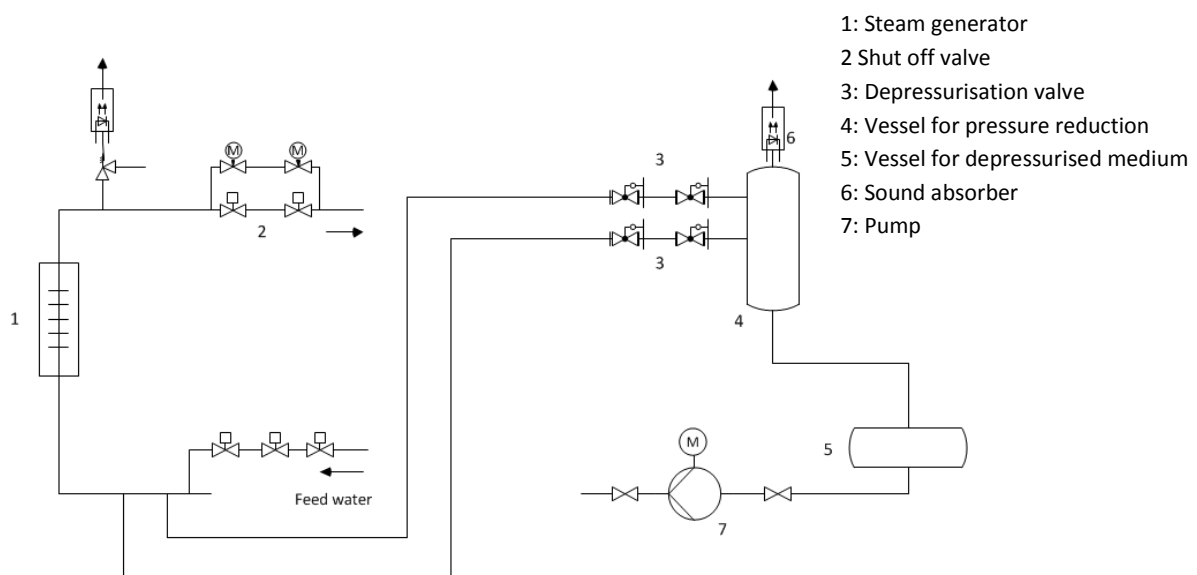 1: Steam generator
2 Shut off valve
3: Depressurisation valve
4: Vessel for pressure reduction
5: Vessel for depressurised medium
6: Sound absorber
7: Pump
6
M M
3
2
3
1
4
5
M
Feed water
7